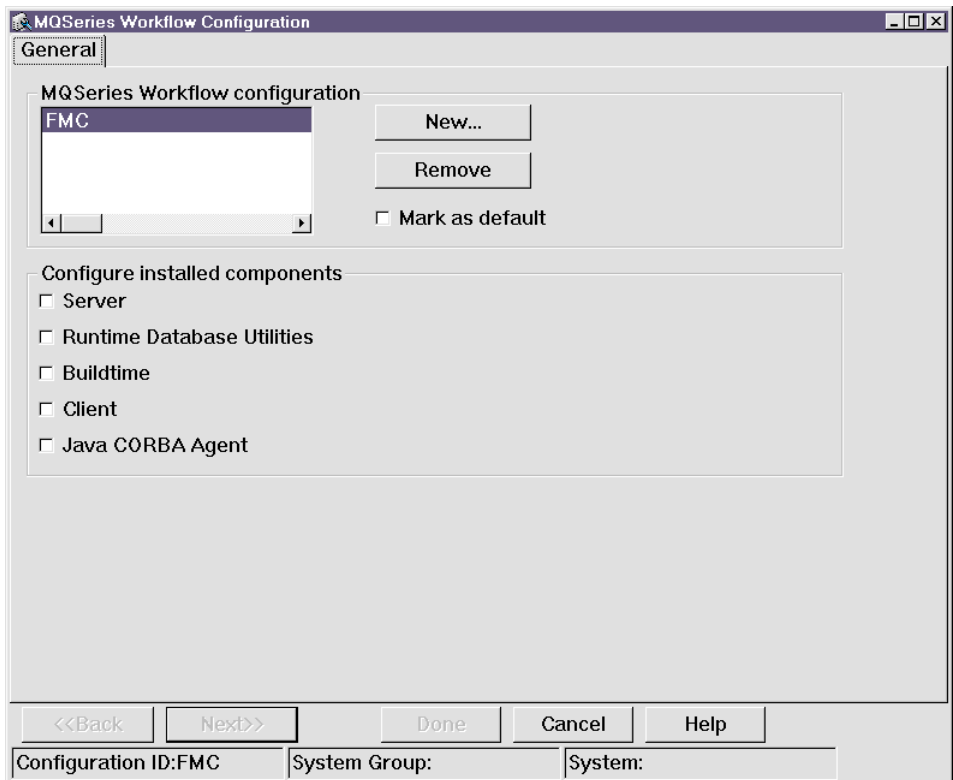 MQSeries Workflow Configuration
General
MQSeries Workflow configuration
FMC
New...
Remove
Mark as default
Configure installed components
Server
Runtime Database Utilities
Buildtime
Client
Java CORBA Agent
<<Back Next>> Done Cancel Help
Configuration ID:FMC System Group: System: